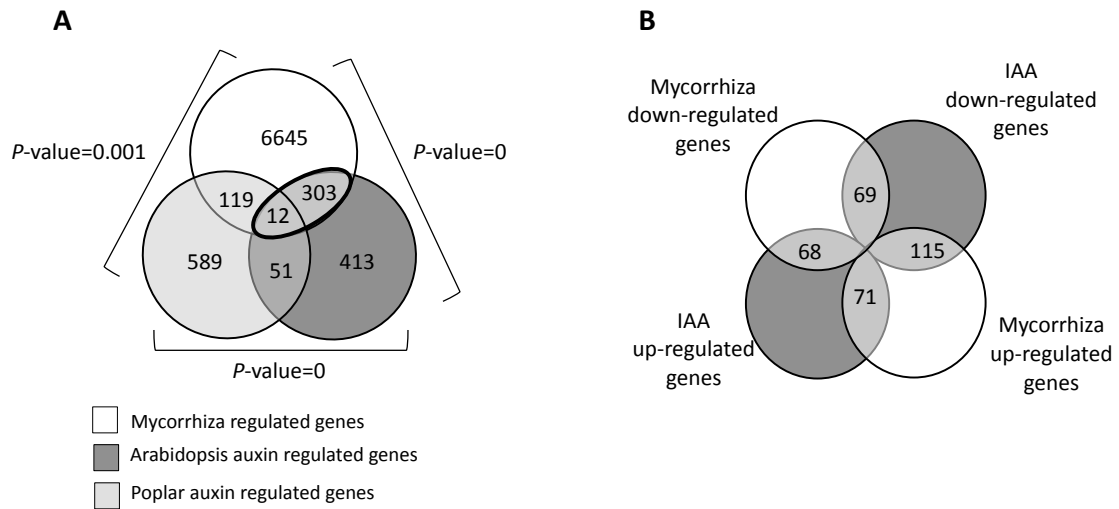 A
6645
P-value=0.001
P-value=0
119
303
12
589
51
413
P-value=0
Mycorrhiza regulated genes
Arabidopsis auxin regulated genes
Poplar auxin regulated genes
B
Mycorrhiza
down-regulated
genes
IAA
down-regulated
genes
69
68
115
71
IAA
up-regulated
genes
Mycorrhiza
up-regulated
genes